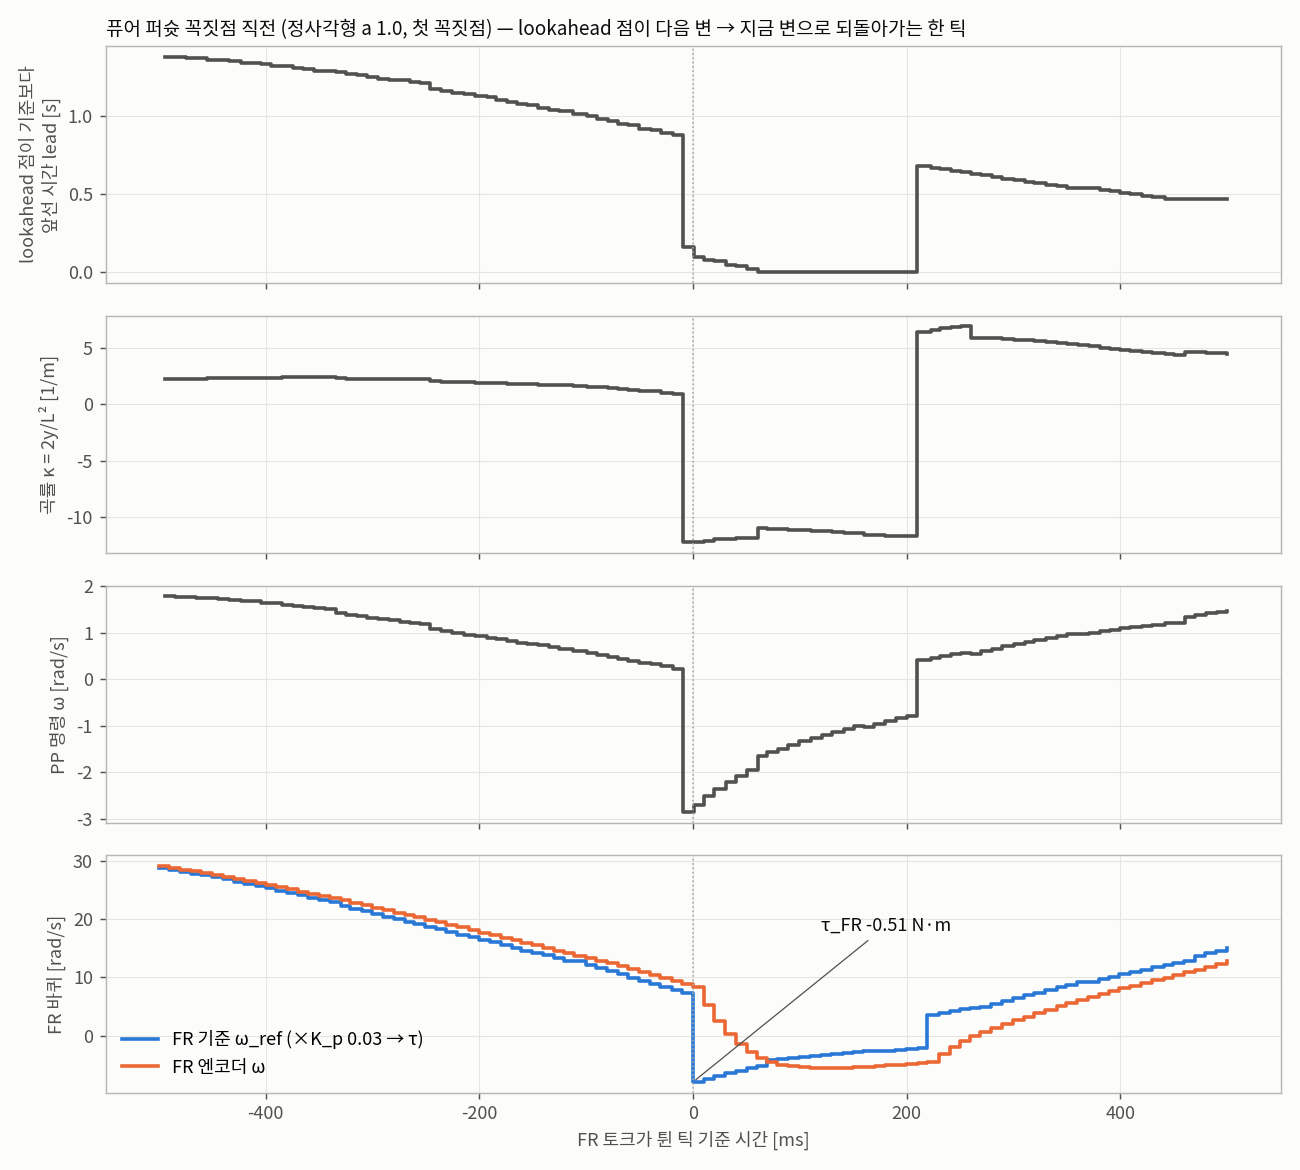 퓨어 퍼슛 꼭짓점 직전 (정사각형 a 1.0, 첫 꼭짓점) — lookahead 점이 다음 변 → 지금 변으로 되돌아가는 한 틱
lookahead 점이 기준보다
앞선 시간 lead [s]
1.0
0.5
0.0
곡률 κ = 2y/L² [1/m]
5
0
-5
-10
PP 명령 ω [rad/s]
2
1
0
-1
-2
-3
FR 바퀴 [rad/s]
30
20
10
0
τ_FR -0.51 N·m
FR 기준 ω_ref (×K_p 0.03 → τ)
FR 엔코더 ω
-400
-200
0
200
400
FR 토크가 튄 틱 기준 시간 [ms]